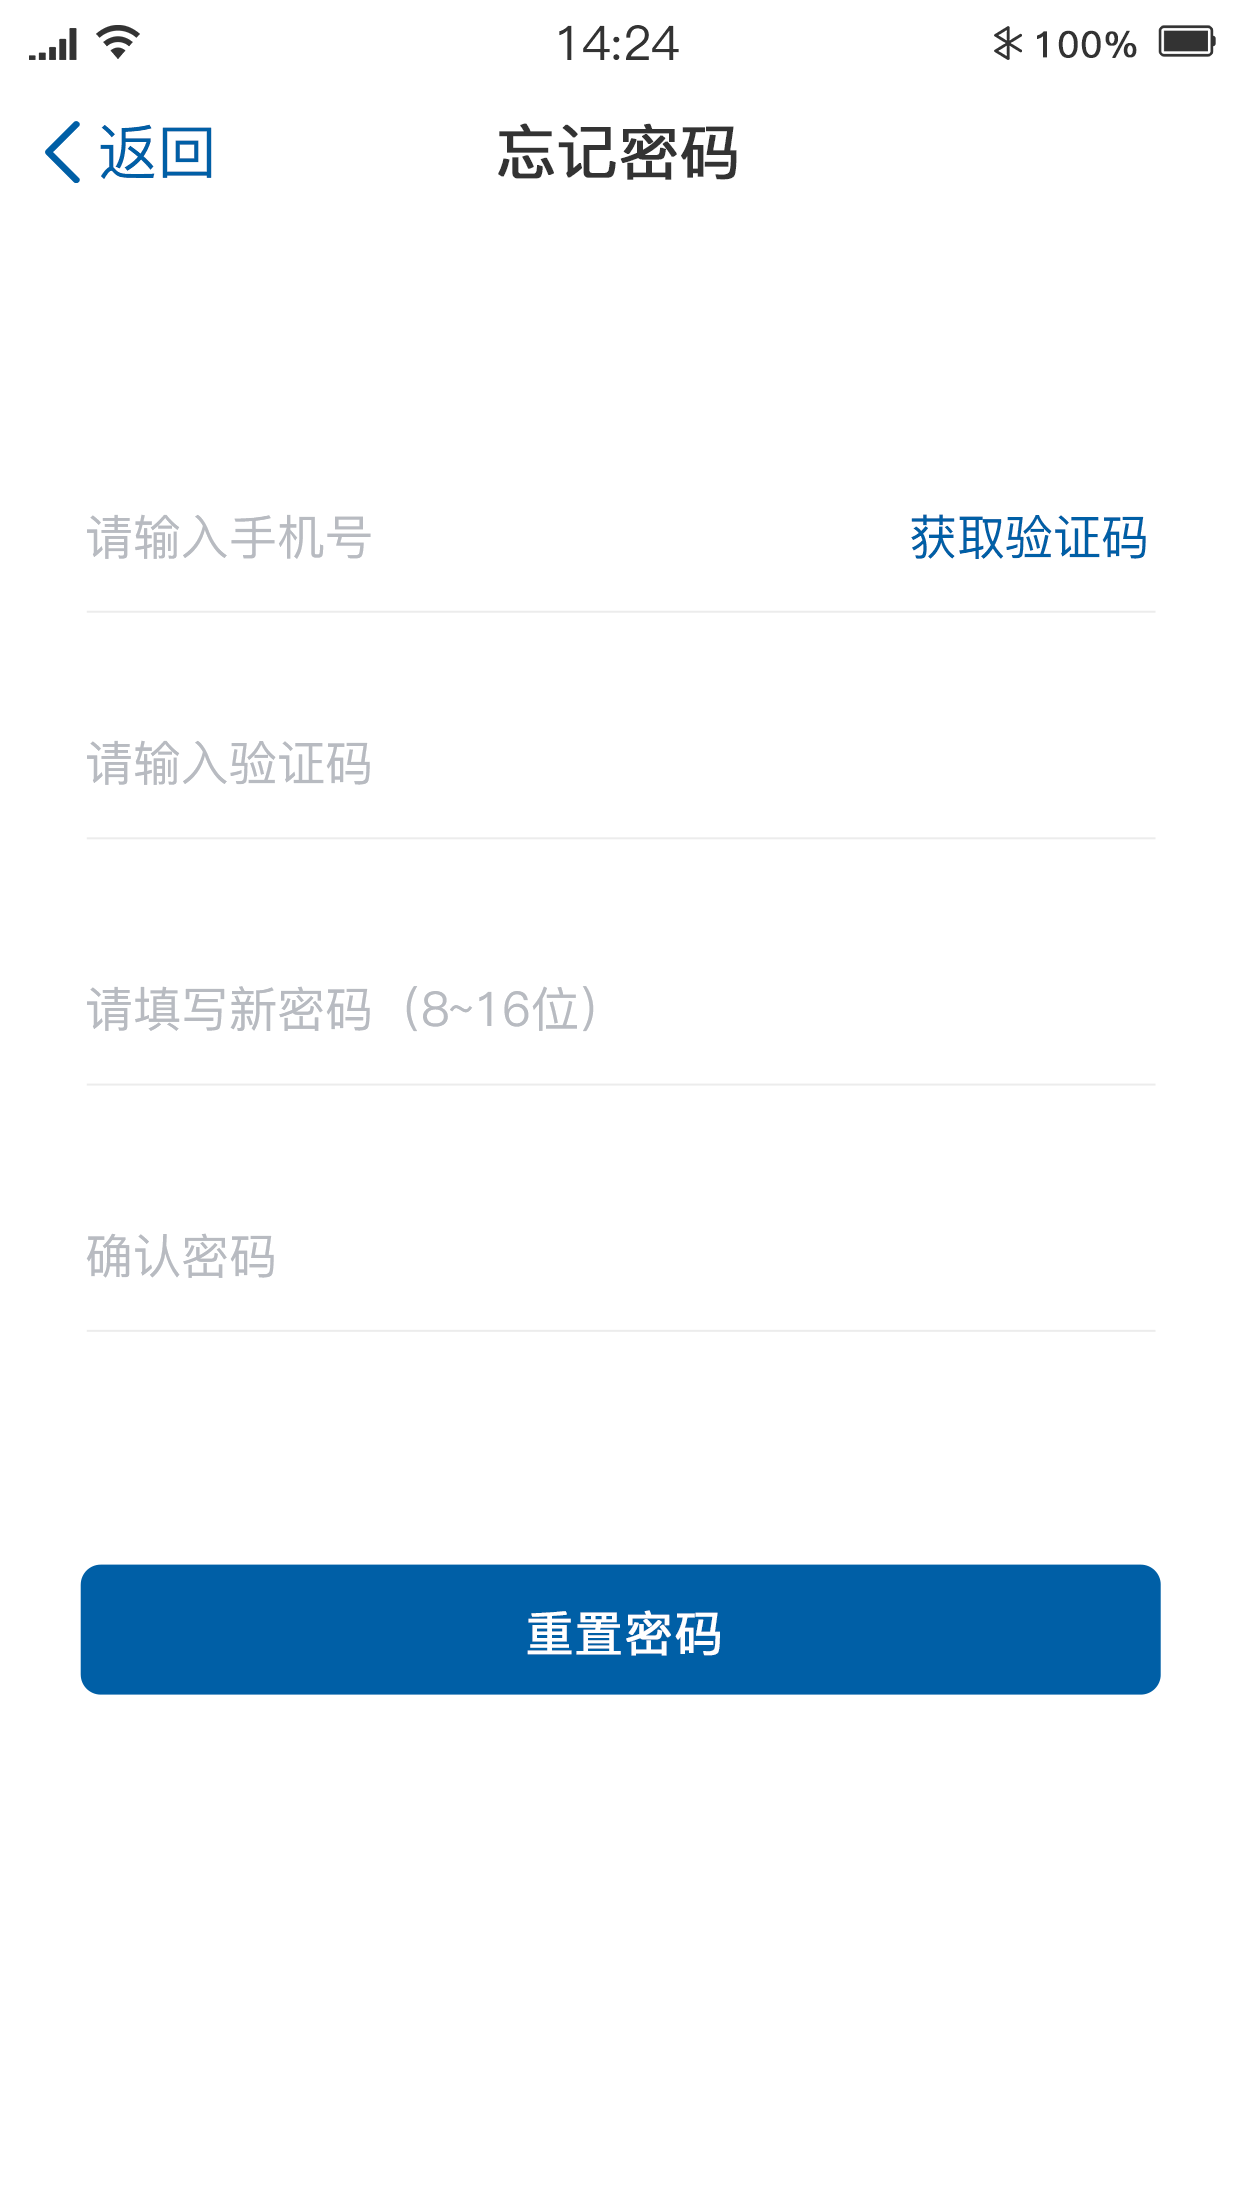 14:24 100%
返回 忘记密码
请输入手机号 获取验证码
请输入验证码
请填写新密码（8~16位）
确认密码
重置密码